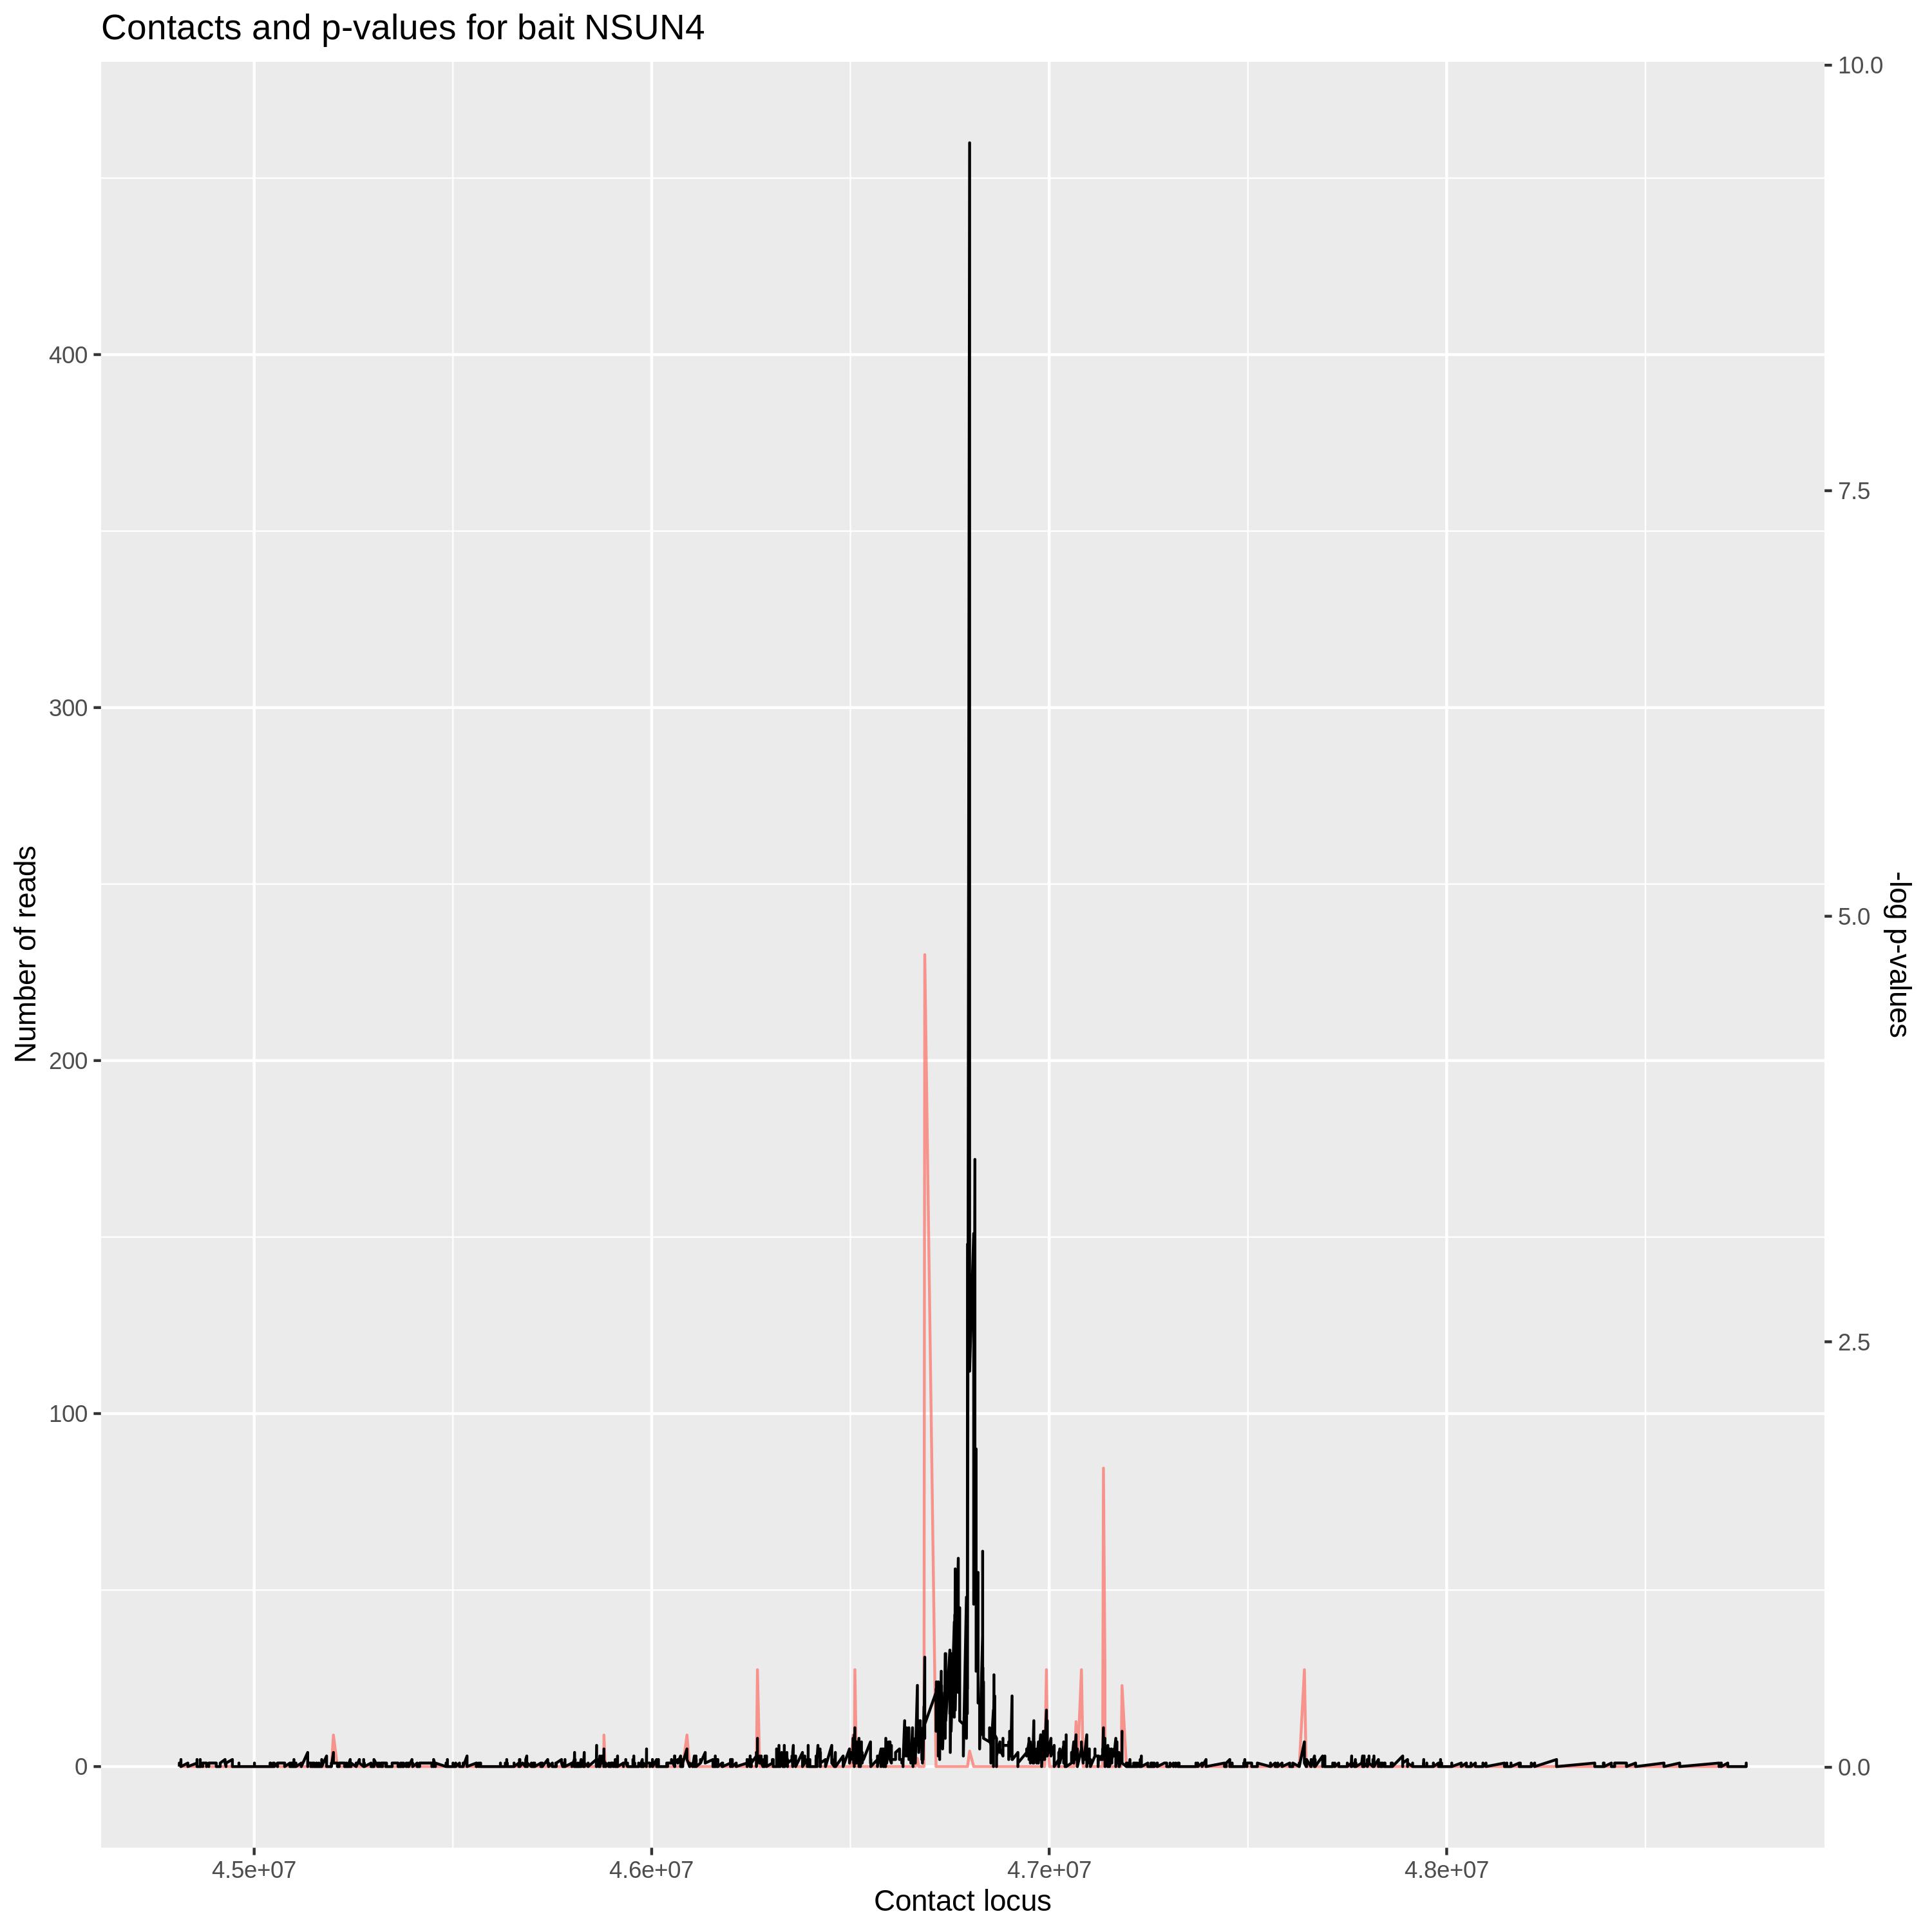 Contacts and p-values for bait NSUN4
10.0
7.5
5.0
2.5
0.0
400
300
200
100
0
Number of reads
-log p-values
4.5e+07
4.6e+07
4.7e+07
4.8e+07
Contact locus